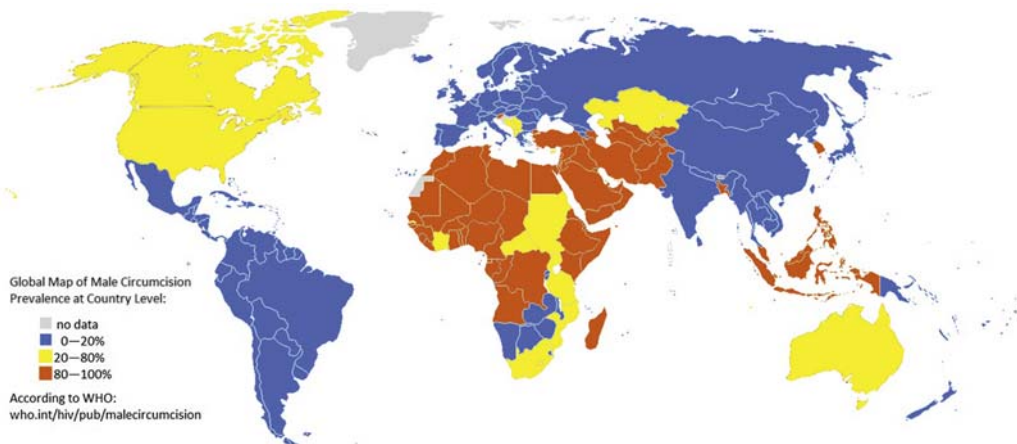 Global Map of Male Circumcision
Prevalence at Country Level:
no data
0—20%
20—80%
80—100%
According to WHO:
who.int/hiv/pub/malecircumcision